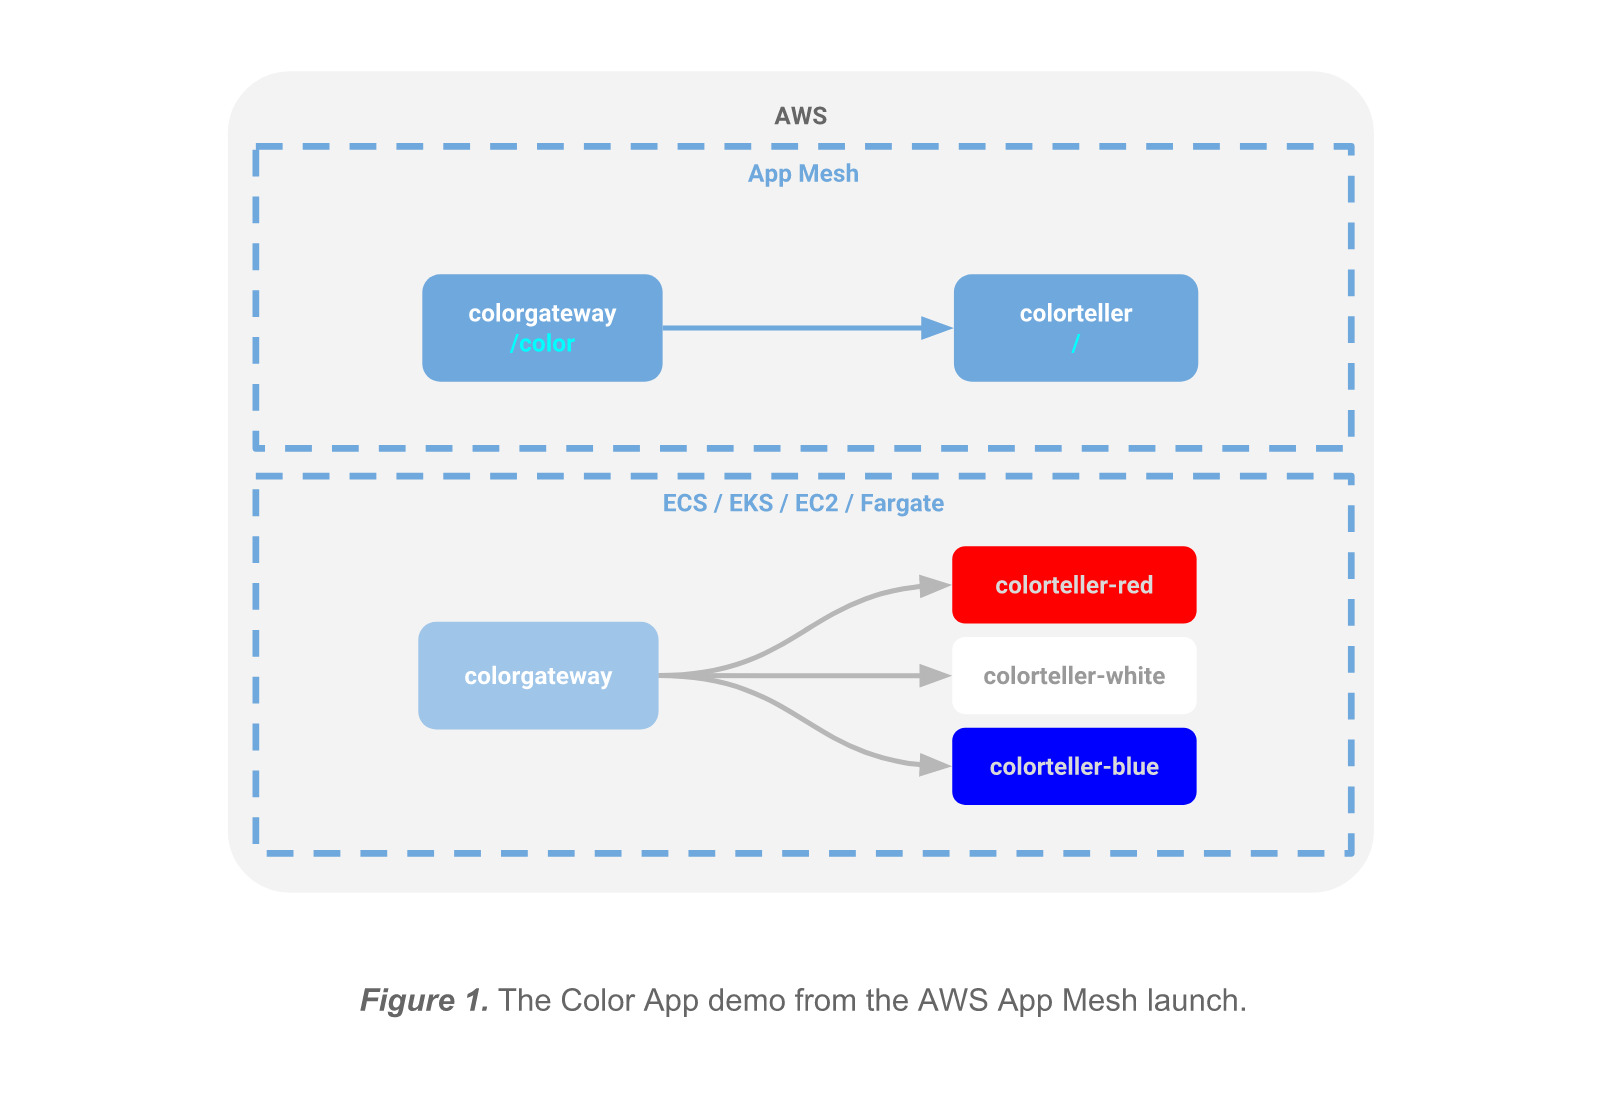 AWS
App Mesh
colorgateway
/color
colorteller
/
ECS / EKS / EC2 / Fargate
colorgateway
colorteller-red
colorteller-white
colorteller-blue
Figure 1. The Color App demo from the AWS App Mesh launch.